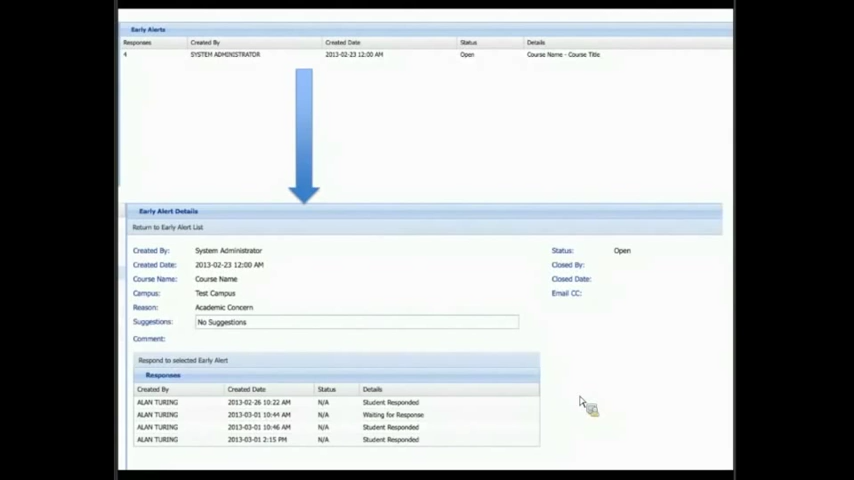 Early Alerts
Responses Created By Created Date Status Details
4 SYSTEM ADMINISTRATOR 2013-02-23 12:00 AM Open Course Name - Course Title
Early Alert Details
Return to Early Alert List
Created By: System Administrator Status: Open
Created Date: 2013-02-23 12:00 AM Closed By:
Course Name: Course Name Closed Date:
Campus: Test Campus Email CC:
Reason: Academic Concern
Suggestions: No Suggestions
Comment:
Respond to selected Early Alert
Responses
Created By Created Date Status Details
ALAN TURING 2013-02-26 10:22 AM N/A Student Responded
ALAN TURING 2013-03-01 10:44 AM N/A Waiting for Response
ALAN TURING 2013-03-01 10:46 AM N/A Student Responded
ALAN TURING 2013-03-01 2:15 PM N/A Student Responded